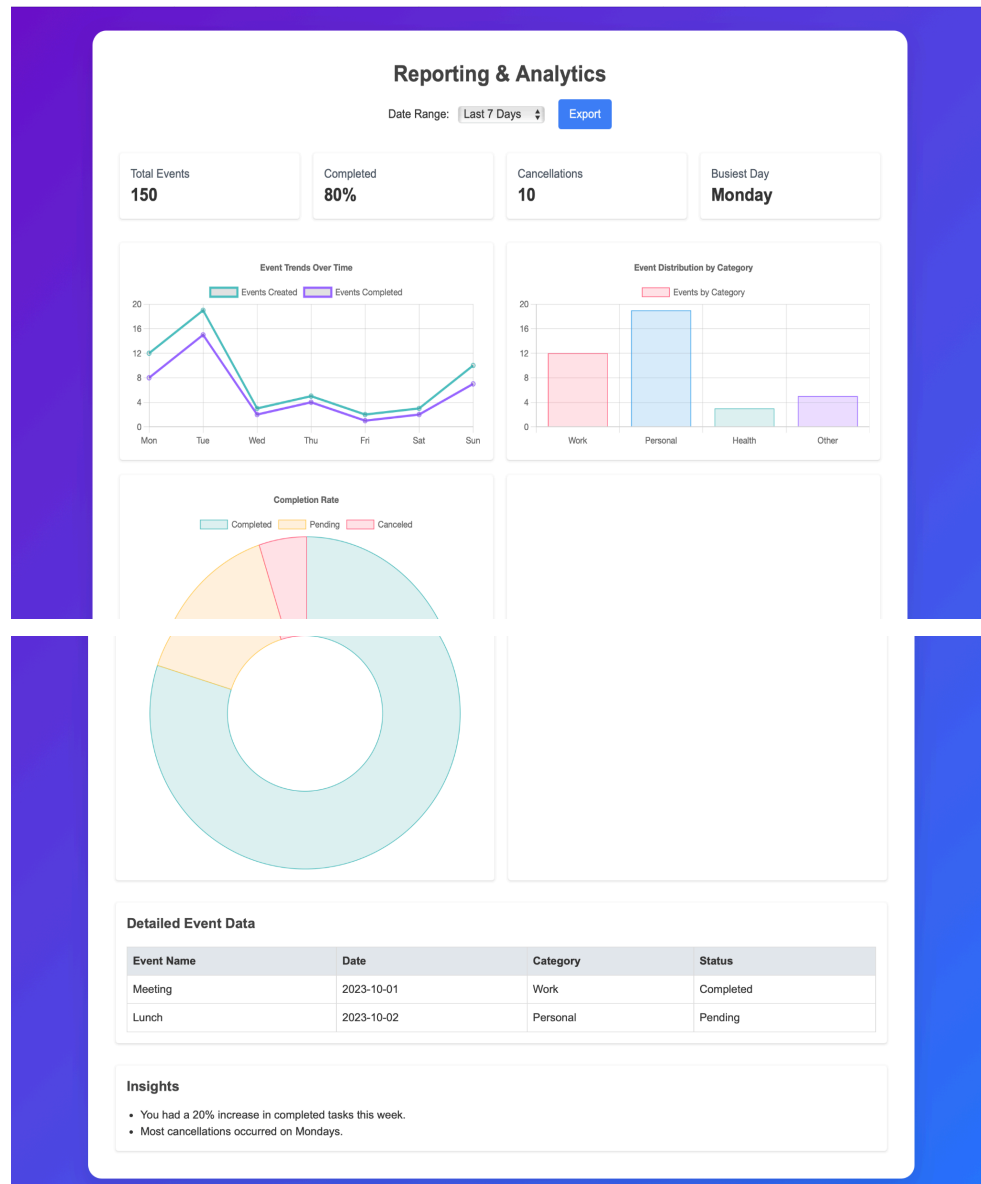 Reporting & Analytics
Date Range: Last 7 Days Export
Total Events
150
Completed
80%
Cancellations
10
Busiest Day
Monday
Event Trends Over Time
Events Created Events Completed
20
16
12
8
4
0
Mon Tue Wed Thu Fri Sat Sun
Event Distribution by Category
Events by Category
20
16
12
8
4
0
Work Personal Health Other
Completion Rate
Completed Pending Canceled
Detailed Event Data
Event Name Date Category Status
Meeting 2023-10-01 Work Completed
Lunch 2023-10-02 Personal Pending
Insights
• You had a 20% increase in completed tasks this week.
• Most cancellations occurred on Mondays.